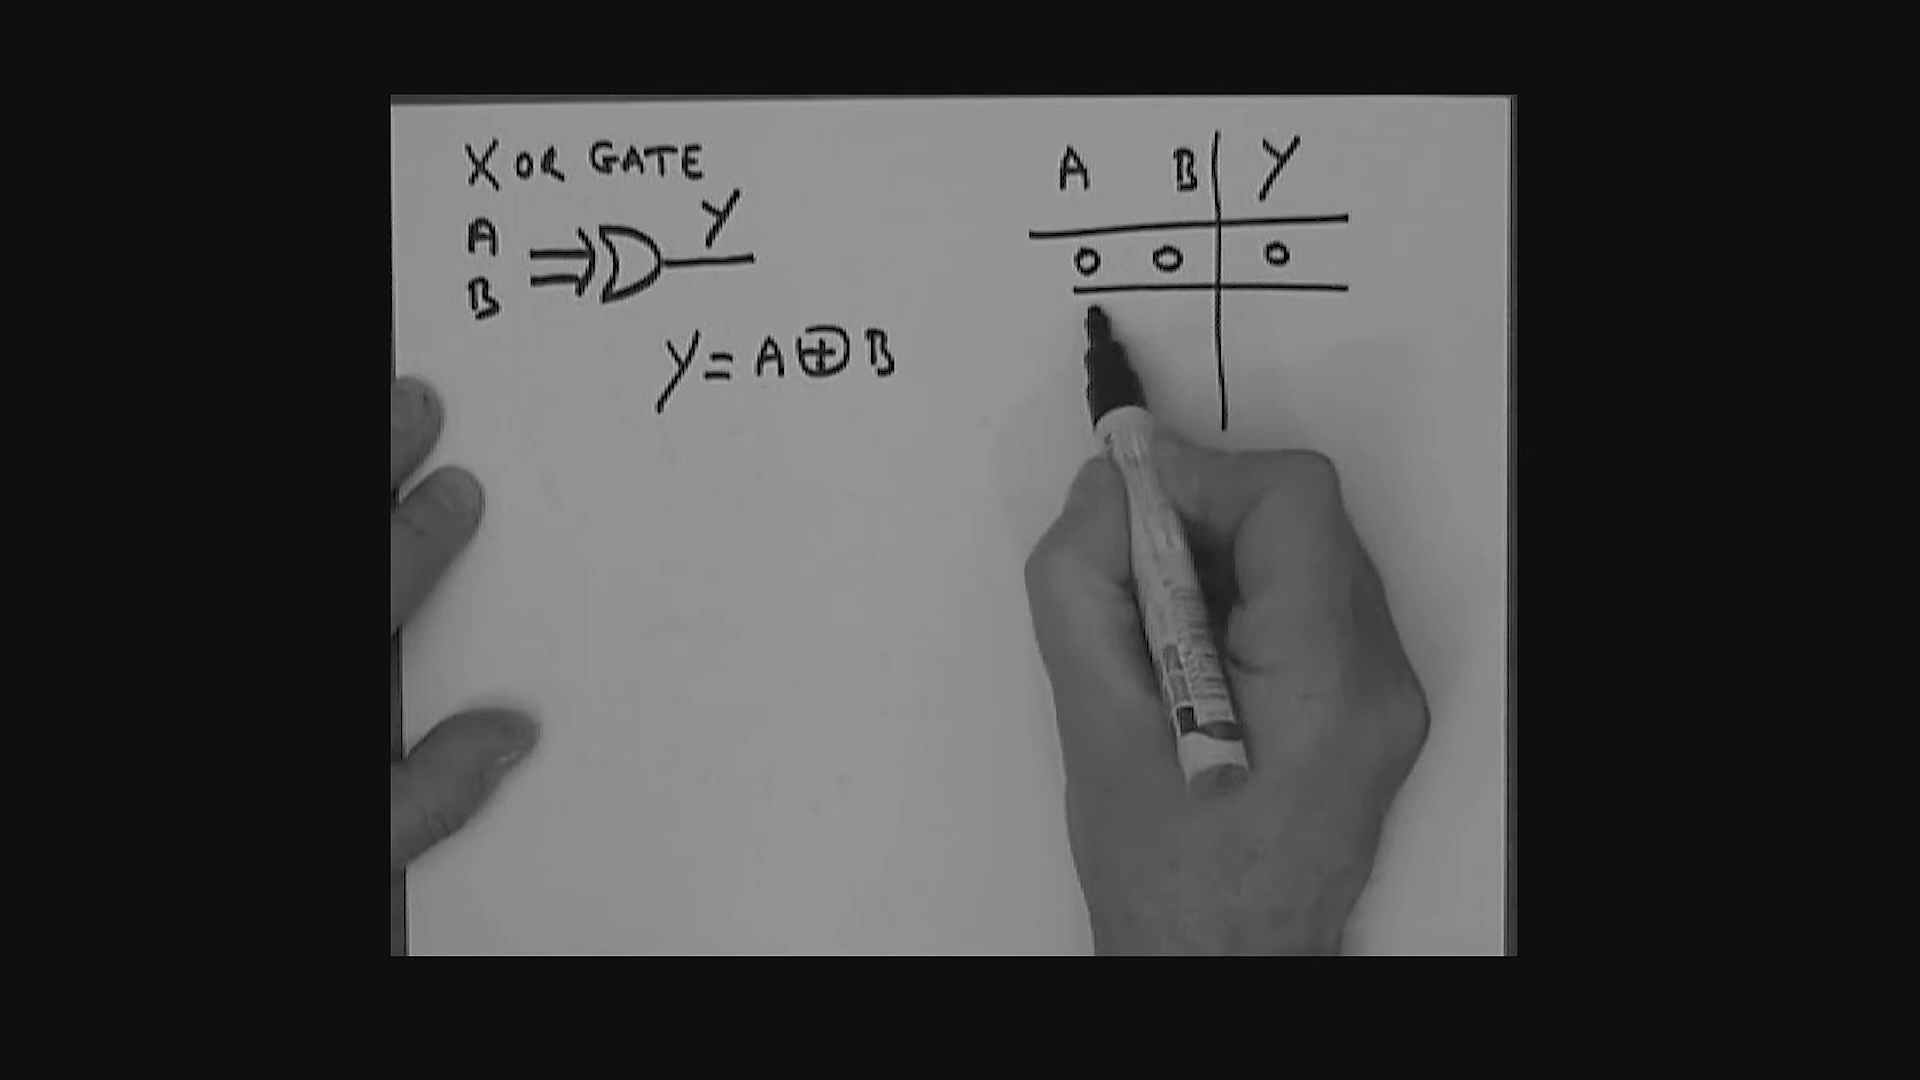 XOR GATE
A
B
Y
Y = A ⊕ B
A B Y
0 0 0